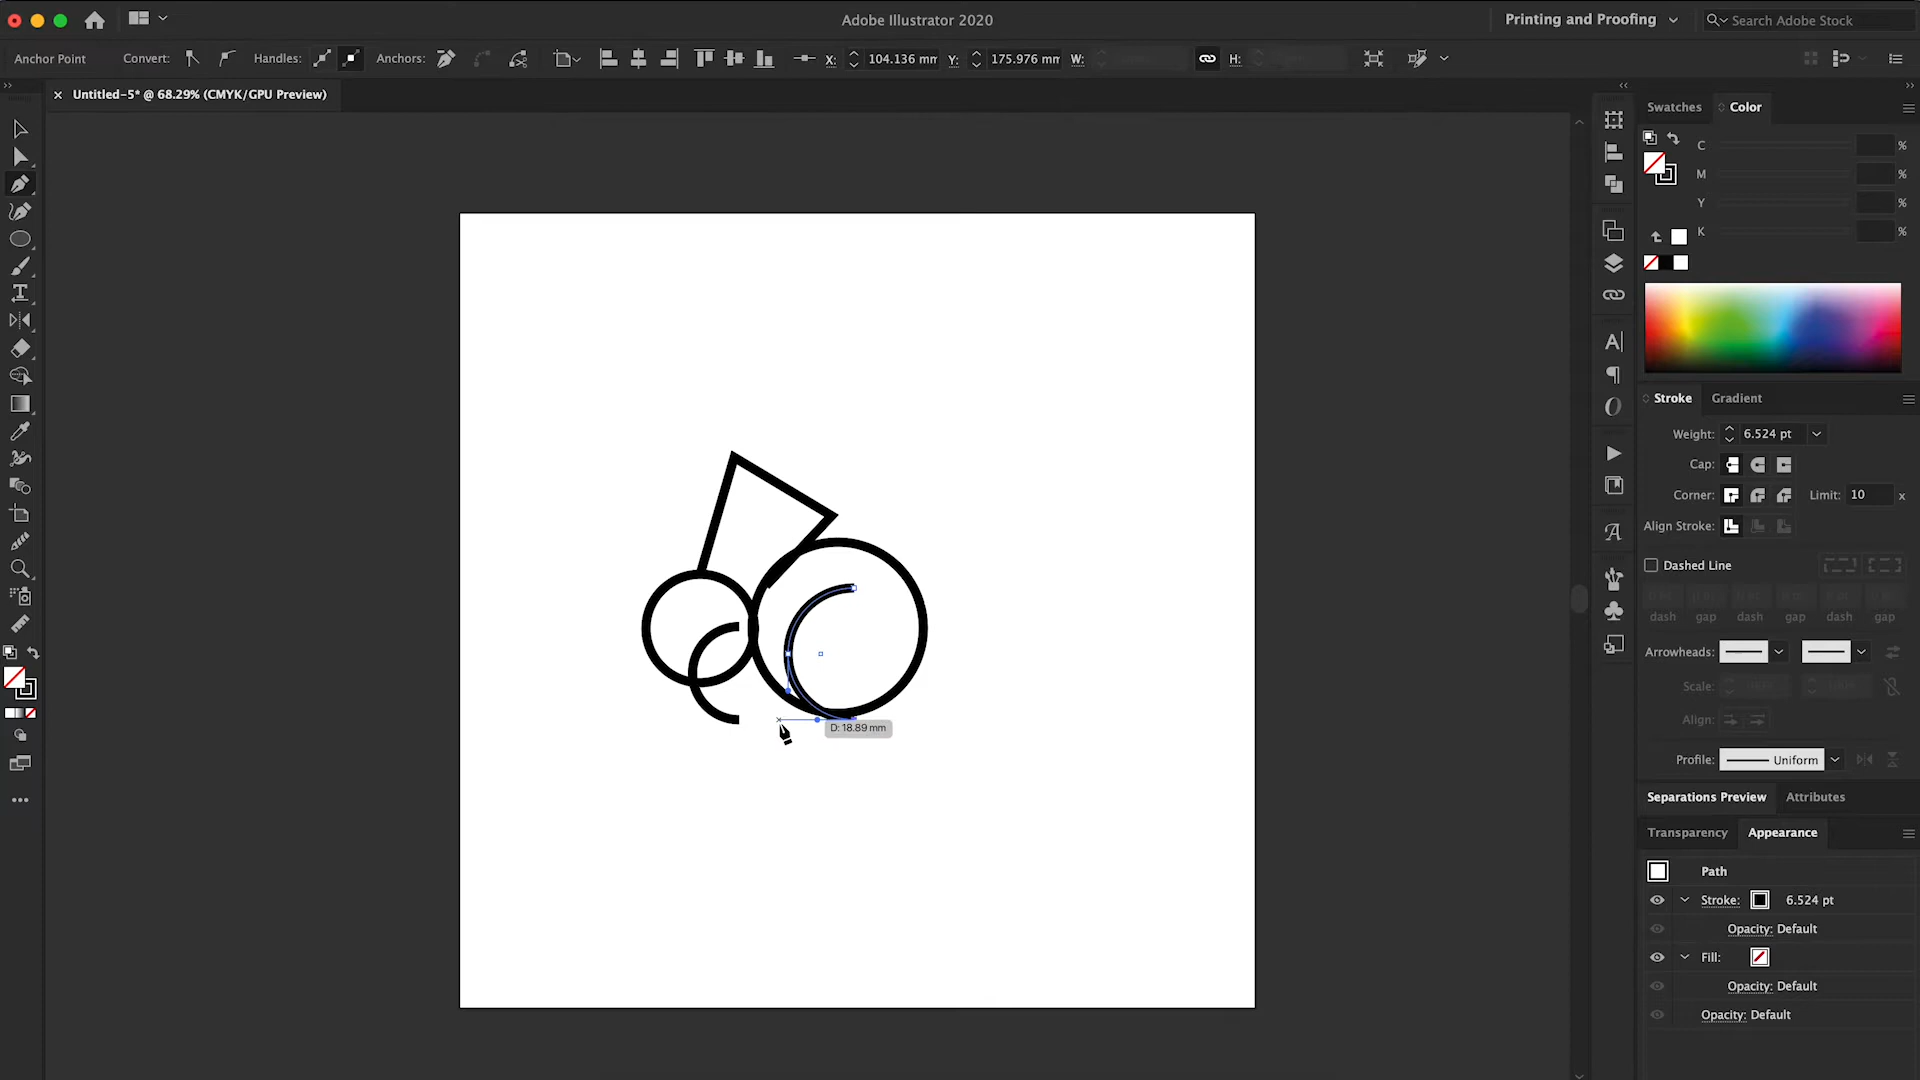 Adobe Illustrator 2020
Printing and Proofing
Search Adobe Stock
Anchor Point
Convert:
Handles:
Anchors:
X: 104.136 mm
Y: 175.976 mm
W:
H:
Untitled-5* @ 68.29% (CMYK/GPU Preview)
Swatches
Color
C %
M %
Y %
K %
Stroke
Gradient
Weight: 6.524 pt
Cap:
Corner:
Limit: 10 x
Align Stroke:
Dashed Line
dash gap dash gap dash gap
Arrowheads:
Scale:
Align:
Profile: Uniform
D: 18.89 mm
Separations Preview
Attributes
Transparency
Appearance
Path
Stroke: 6.524 pt
Opacity: Default
Fill:
Opacity: Default
Opacity: Default